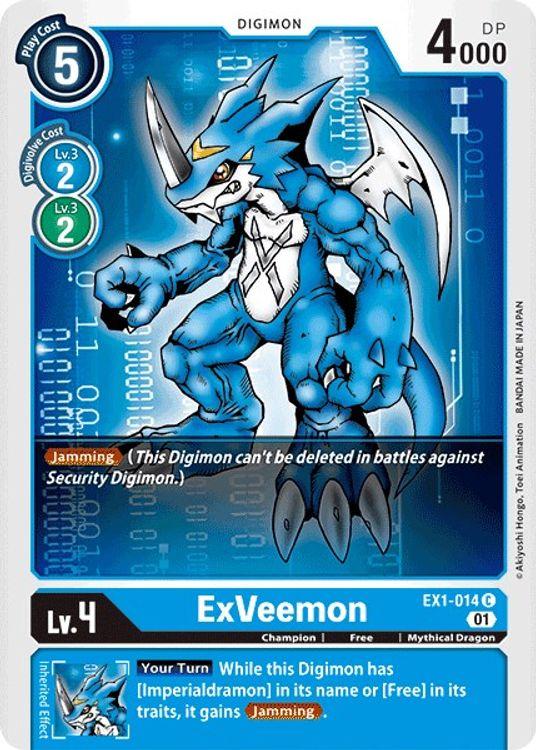 Play Cost
5
DIGIMON
DP
4000
Digivolve Cost
Lv.3
2
Lv.3
2
Jamming (This Digimon can't be deleted in battles against
Security Digimon.)
© Akiyoshi Hongo, Toei Animation BANDAI MADE IN JAPAN
Lv.4
ExVeemon
EX1-014 C
01
Champion | Free | Mythical Dragon
Inherited Effect
Your Turn While this Digimon has
[Imperialdramon] in its name or [Free] in its
traits, it gains Jamming .